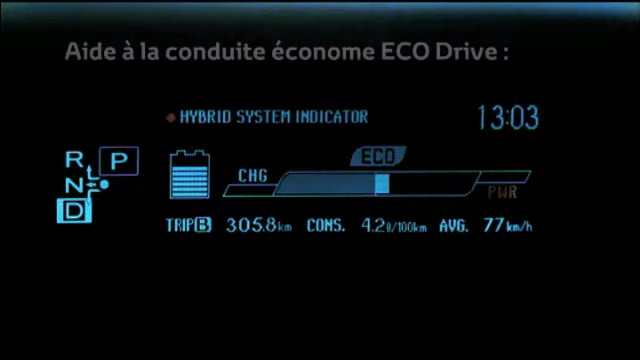 Aide à la conduite économe ECO Drive :
HYBRID SYSTEM INDICATOR 13:03
ECO
R P
CHG
N
PWR
D
TRIP B 305.8 km CONS. 4.2 ℓ/100km AVG. 77 km/h